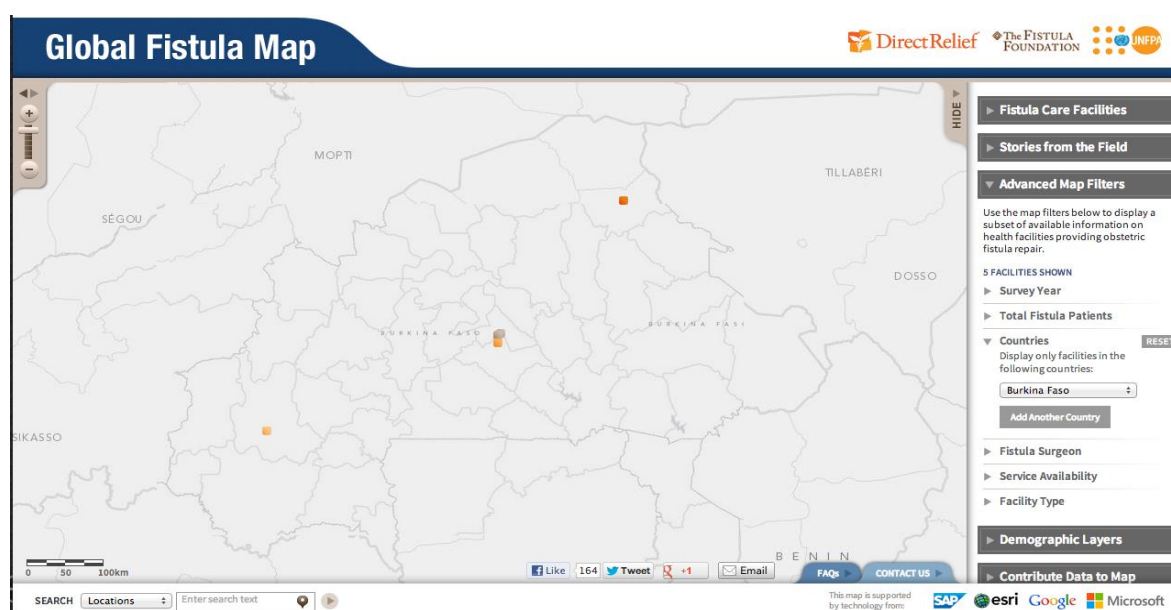 Global Fistula Map
DirectRelief
The FISTULA
FOUNDATION
UNFPA
HIDE
MOPTI
TILLABÉRI
SÉGOU
DOSSO
BURKINA FASO
BURKINA FASO
SIKASSO
BENIN
0 50 100km
Like 164 Tweet +1 Email
FAQs
CONTACT US
Fistula Care Facilities
Stories from the Field
Advanced Map Filters
Use the map filters below to display a
subset of available information on
health facilities providing obstetric
fistula repair.
5 FACILITIES SHOWN
Survey Year
Total Fistula Patients
Countries RESET
Display only facilities in the
following countries:
Burkina Faso
Add Another Country
Fistula Surgeon
Service Availability
Facility Type
Demographic Layers
Contribute Data to Map
SEARCH Locations Enter search text
This map is supported
by technology from:
SAP esri Google Microsoft